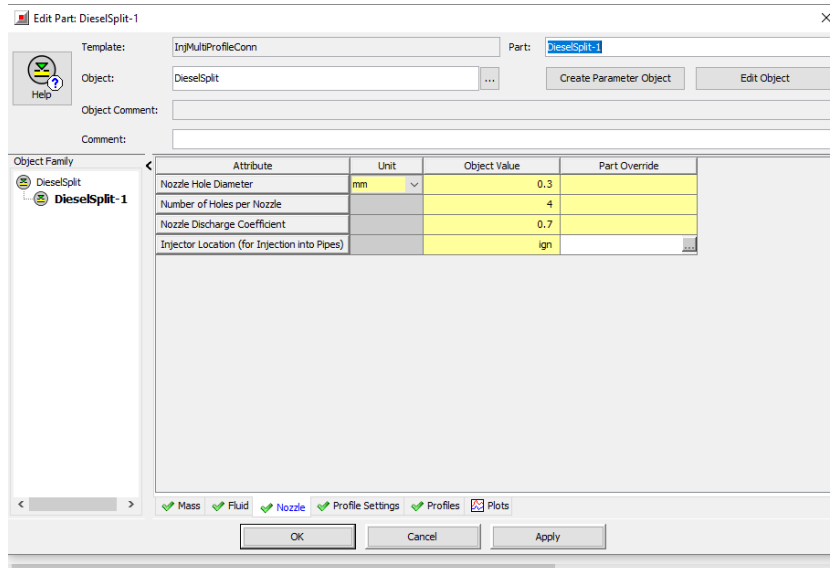 Edit Part: DieselSplit-1
Template: InjMultiProfileConn Part: DieselSplit-1
Help
Object: DieselSplit ... Create Parameter Object Edit Object
Object Comment:
Comment:
Object Family
DieselSplit
DieselSplit-1
Attribute Unit Object Value Part Override
Nozzle Hole Diameter mm 0.3
Number of Holes per Nozzle 4
Nozzle Discharge Coefficient 0.7
Injector Location (for Injection into Pipes) ign ...
Mass Fluid Nozzle Profile Settings Profiles Plots
OK Cancel Apply